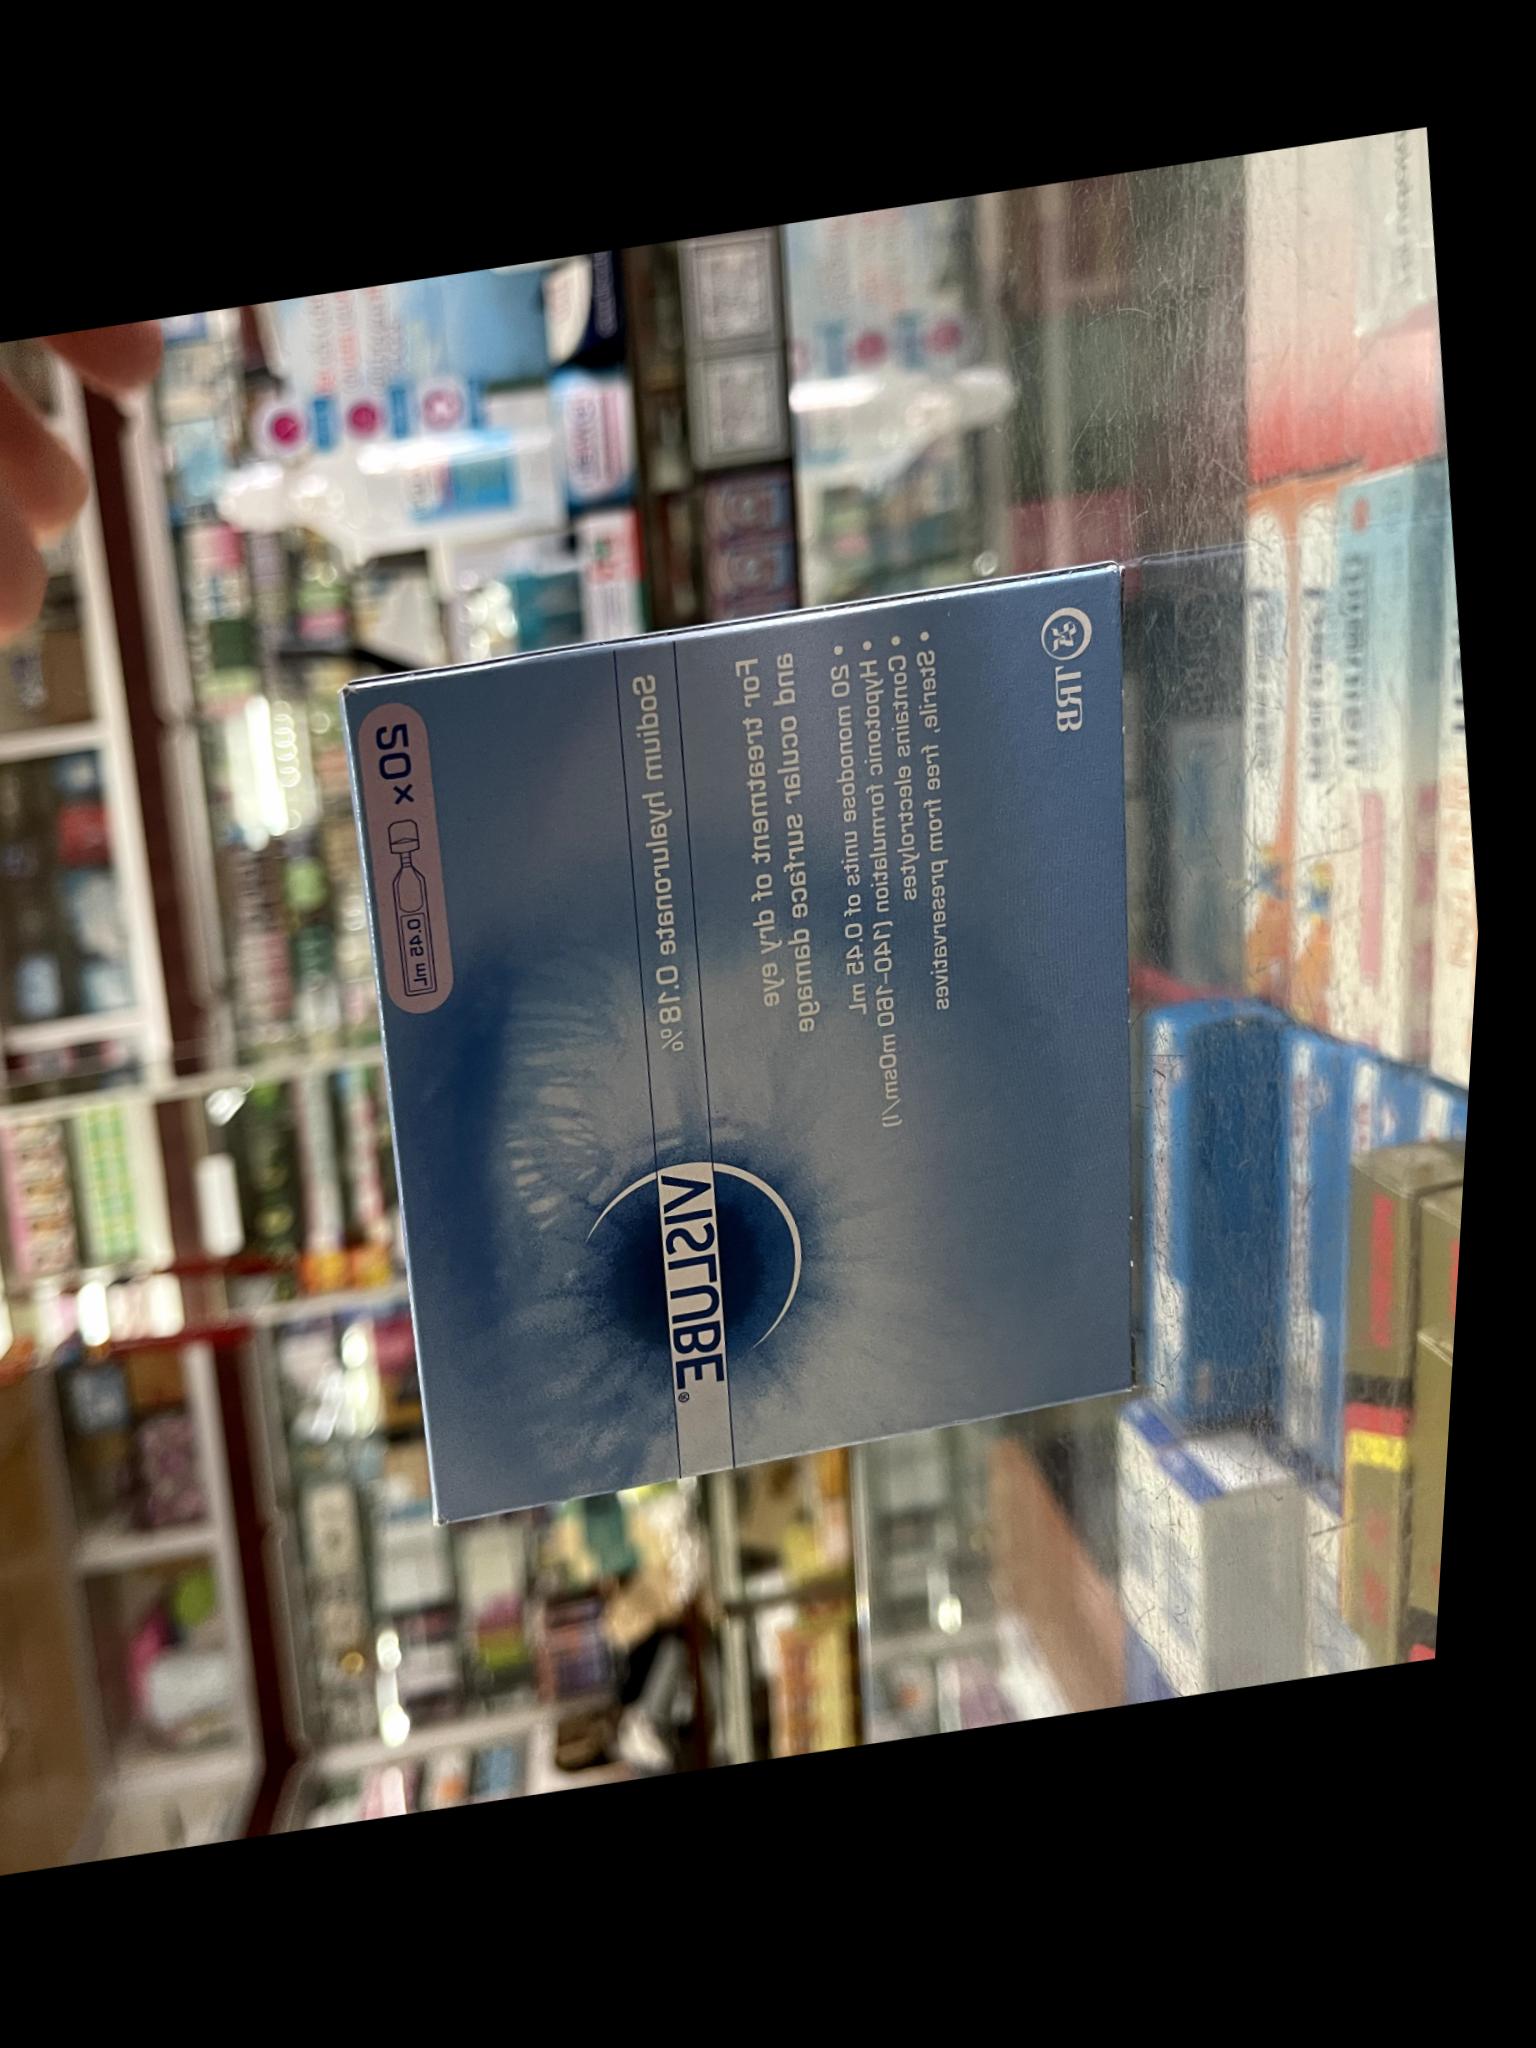 20x 0.45 mL
Sodium hyaluronate 0.18%
VISLUBE®
For treatment of dry eye
and ocular surface damage
• 20 monodose units of 0.45 mL
• Hypotonic formulation (140-160 mOsm/l)
• Contains electrolytes
• Sterile, free from preservatives
TRB